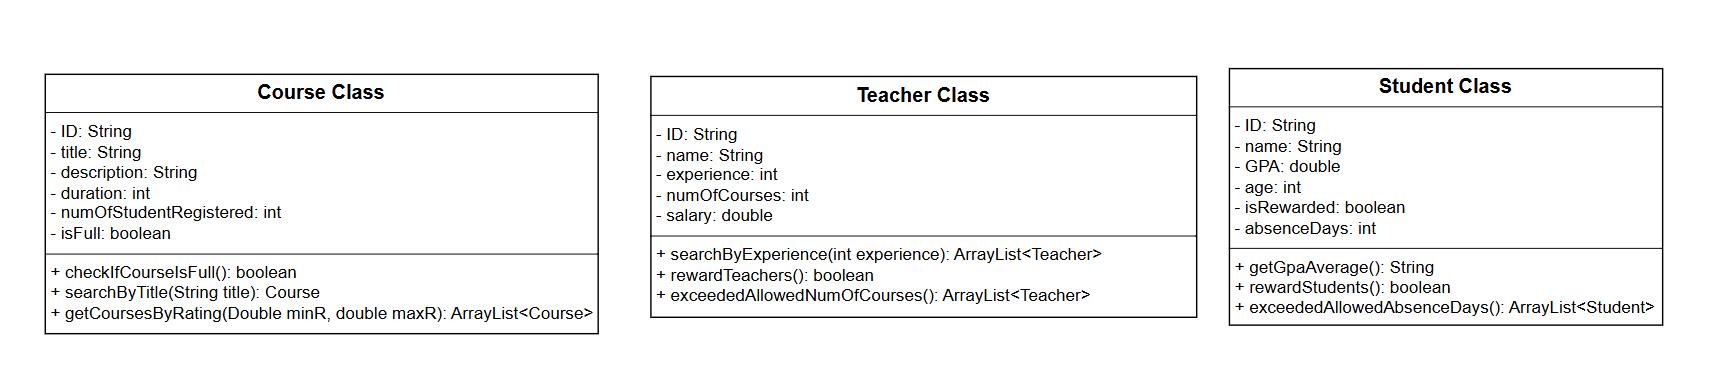 Course Class
- ID: String
- title: String
- description: String
- duration: int
- numOfStudentRegistered: int
- isFull: boolean
+ checkIfCourseIsFull(): boolean
+ searchByTitle(String title): Course
+ getCoursesByRating(Double minR, double maxR): ArrayList<Course>
Teacher Class
- ID: String
- name: String
- experience: int
- numOfCourses: int
- salary: double
+ searchByExperience(int experience): ArrayList<Teacher>
+ rewardTeachers(): boolean
+ exceededAllowedNumOfCourses(): ArrayList<Teacher>
Student Class
- ID: String
- name: String
- GPA: double
- age: int
- isRewarded: boolean
- absenceDays: int
+ getGpaAverage(): String
+ rewardStudents(): boolean
+ exceededAllowedAbsenceDays(): ArrayList<Student>